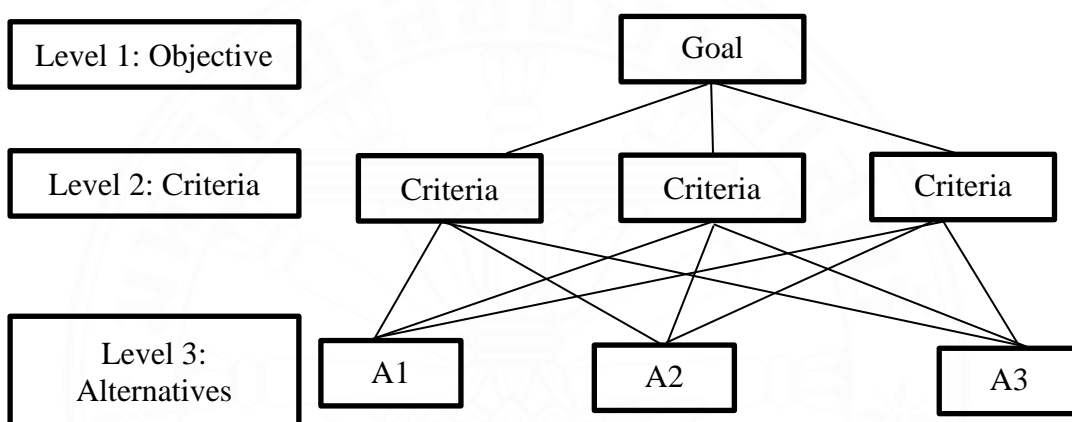 Level 1: Objective
Goal
Level 2: Criteria
Criteria
Criteria
Criteria
Level 3:
Alternatives
A1
A2
A3